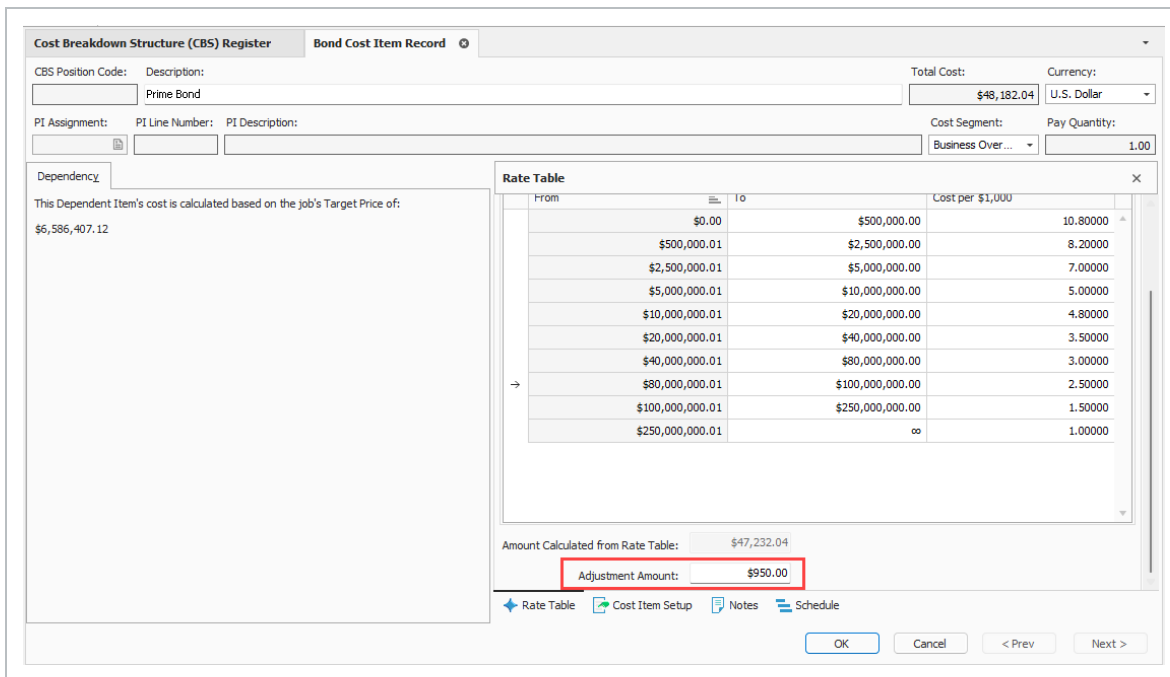 Cost Breakdown Structure (CBS) Register Bond Cost Item Record
CBS Position Code: Description: Total Cost: Currency:
Prime Bond $48,182.04 U.S. Dollar
PI Assignment: PI Line Number: PI Description: Cost Segment: Pay Quantity:
Business Over... 1.00
Dependency
This Dependent Item's cost is calculated based on the job's Target Price of:
$6,586,407.12
Rate Table
From To Cost per $1,000
$0.00 $500,000.00 10.80000
$500,000.01 $2,500,000.00 8.20000
$2,500,000.01 $5,000,000.00 7.00000
$5,000,000.01 $10,000,000.00 5.00000
$10,000,000.01 $20,000,000.00 4.80000
$20,000,000.01 $40,000,000.00 3.50000
$40,000,000.01 $80,000,000.00 3.00000
$80,000,000.01 $100,000,000.00 2.50000
$100,000,000.01 $250,000,000.00 1.50000
$250,000,000.01 ∞ 1.00000
Amount Calculated from Rate Table: $47,232.04
Adjustment Amount: $950.00
Rate Table Cost Item Setup Notes Schedule
OK Cancel < Prev Next >